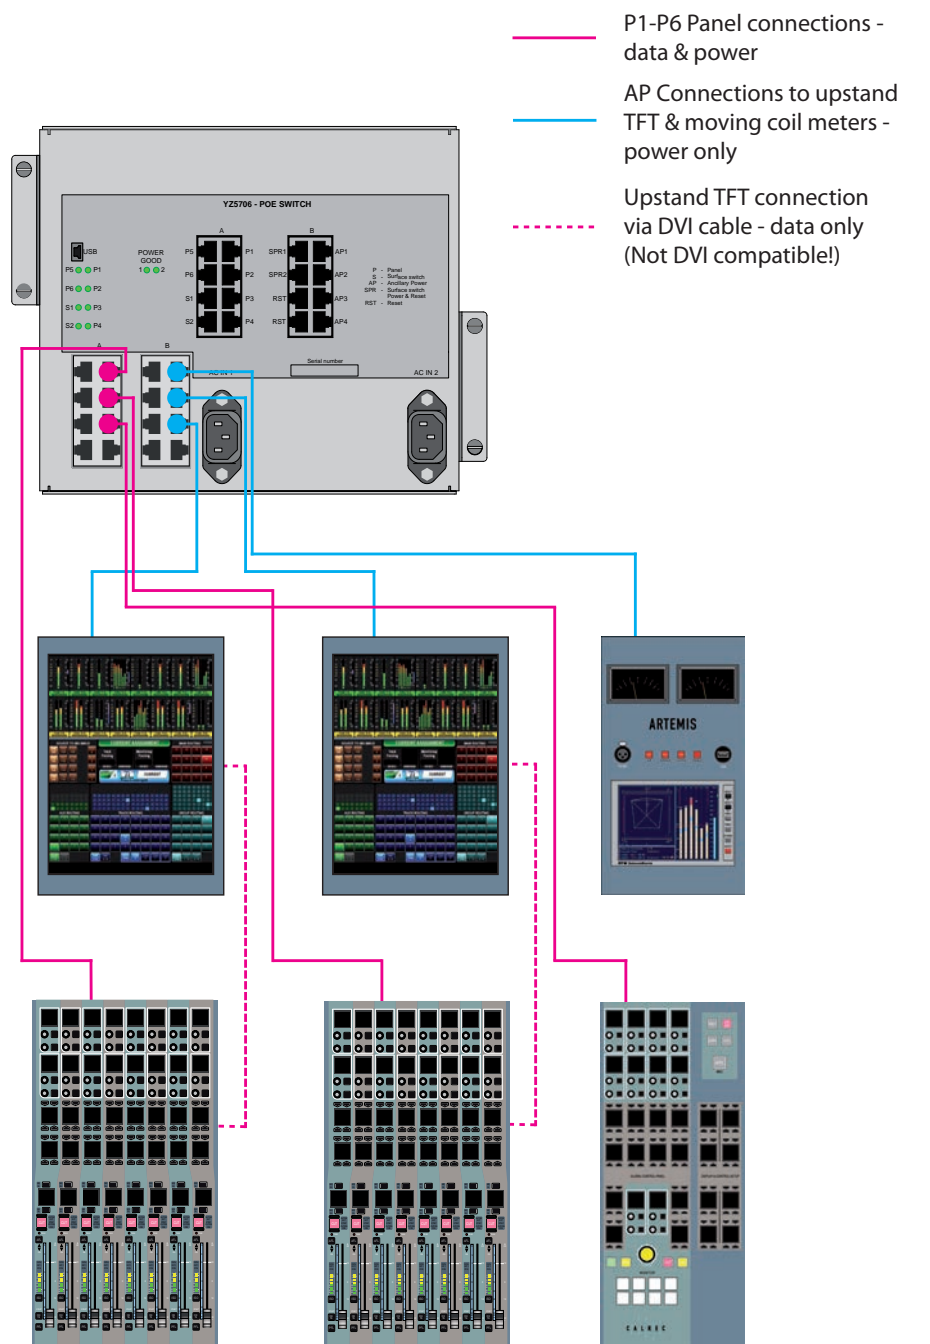 P1-P6 Panel connections -
data & power
AP Connections to upstand
TFT & moving coil meters -
power only
Upstand TFT connection
via DVI cable - data only
(Not DVI compatible!)
YZ5706 - POE SWITCH
A
B
USB
POWER
GOOD
1 2
P5 P1
P6 P2
S1 P3
S2 P4
P5 P1
P6 P2
S1 P3
S2 P4
SPR1 AP1
SPR2 AP2
RST AP3
RST AP4
P - Panel
S - Surface switch
AP - Ancillary Power
SPR - Surface switch
Power & Reset
RST - Reset
A
B
Serial number
AC IN 1
AC IN 2
ARTEMIS
CALREC